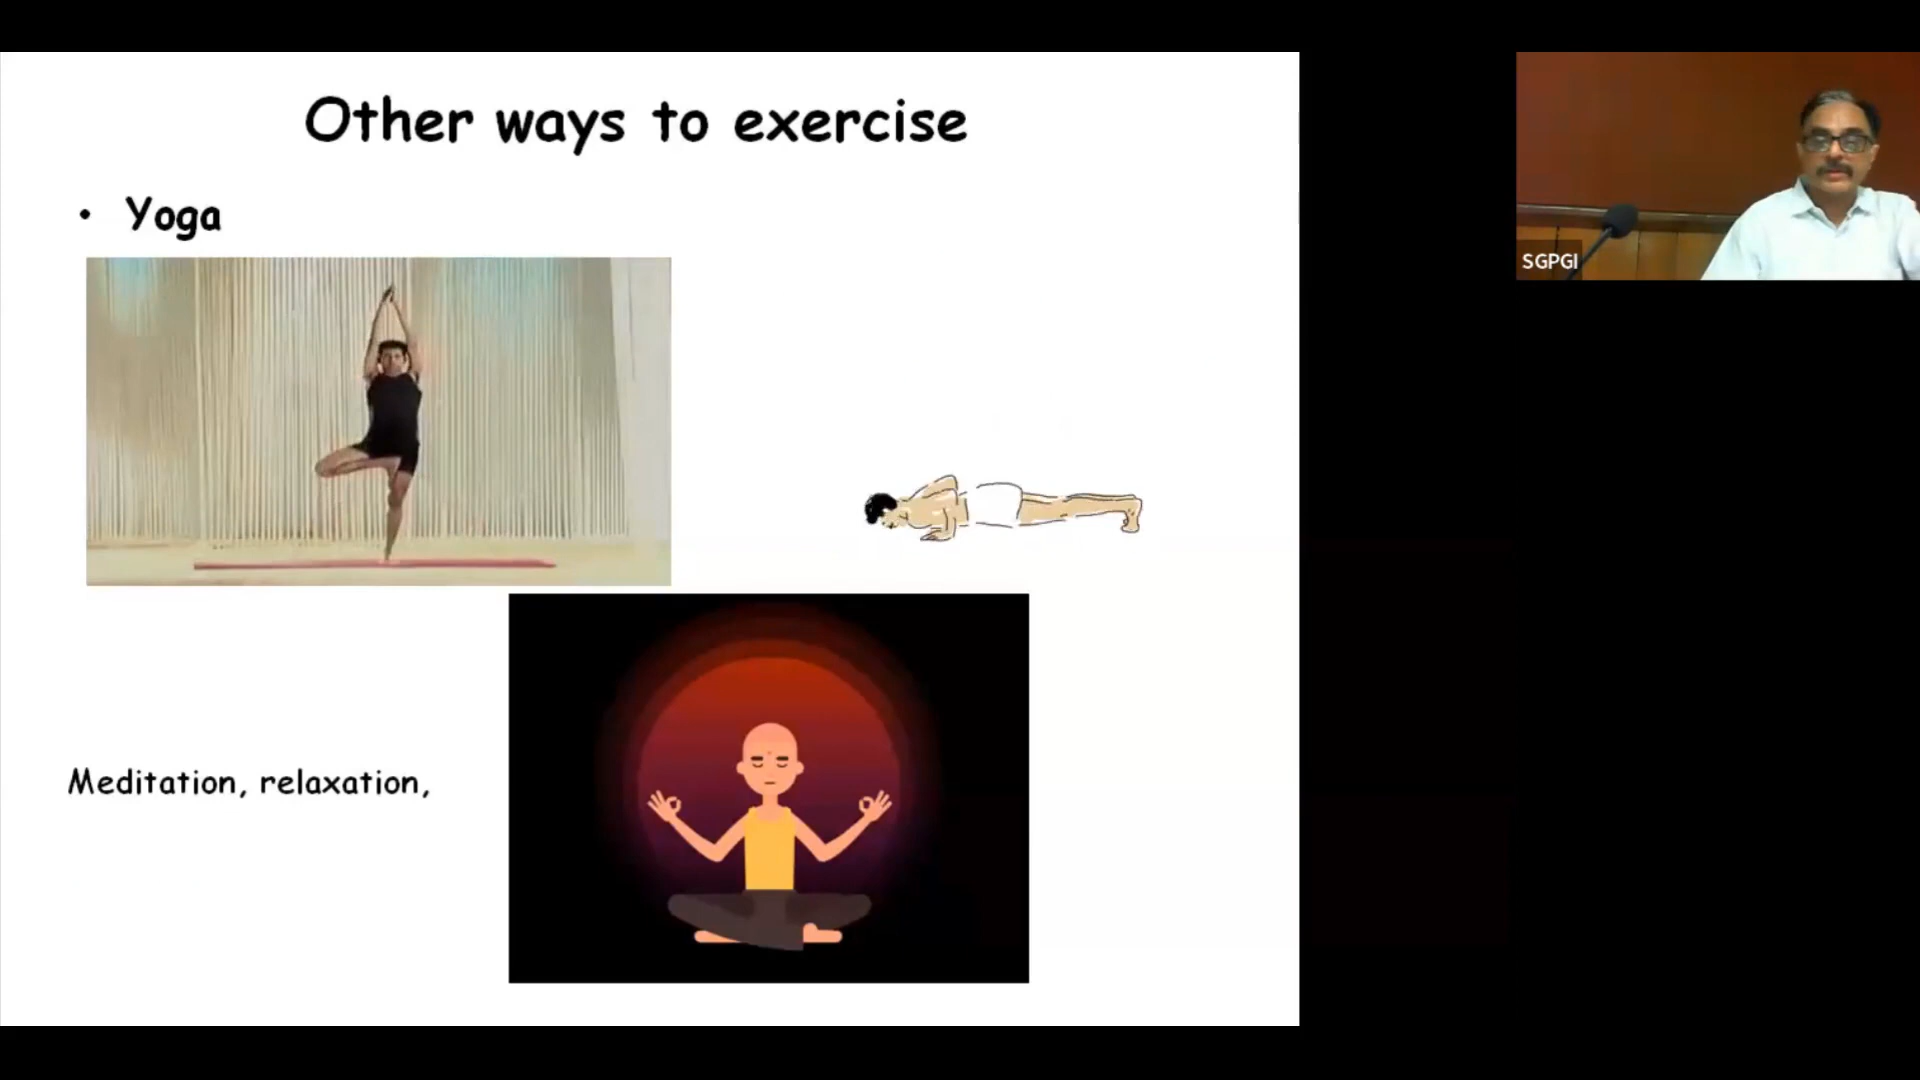 Other ways to exercise
• Yoga
Meditation, relaxation,
SGPGI